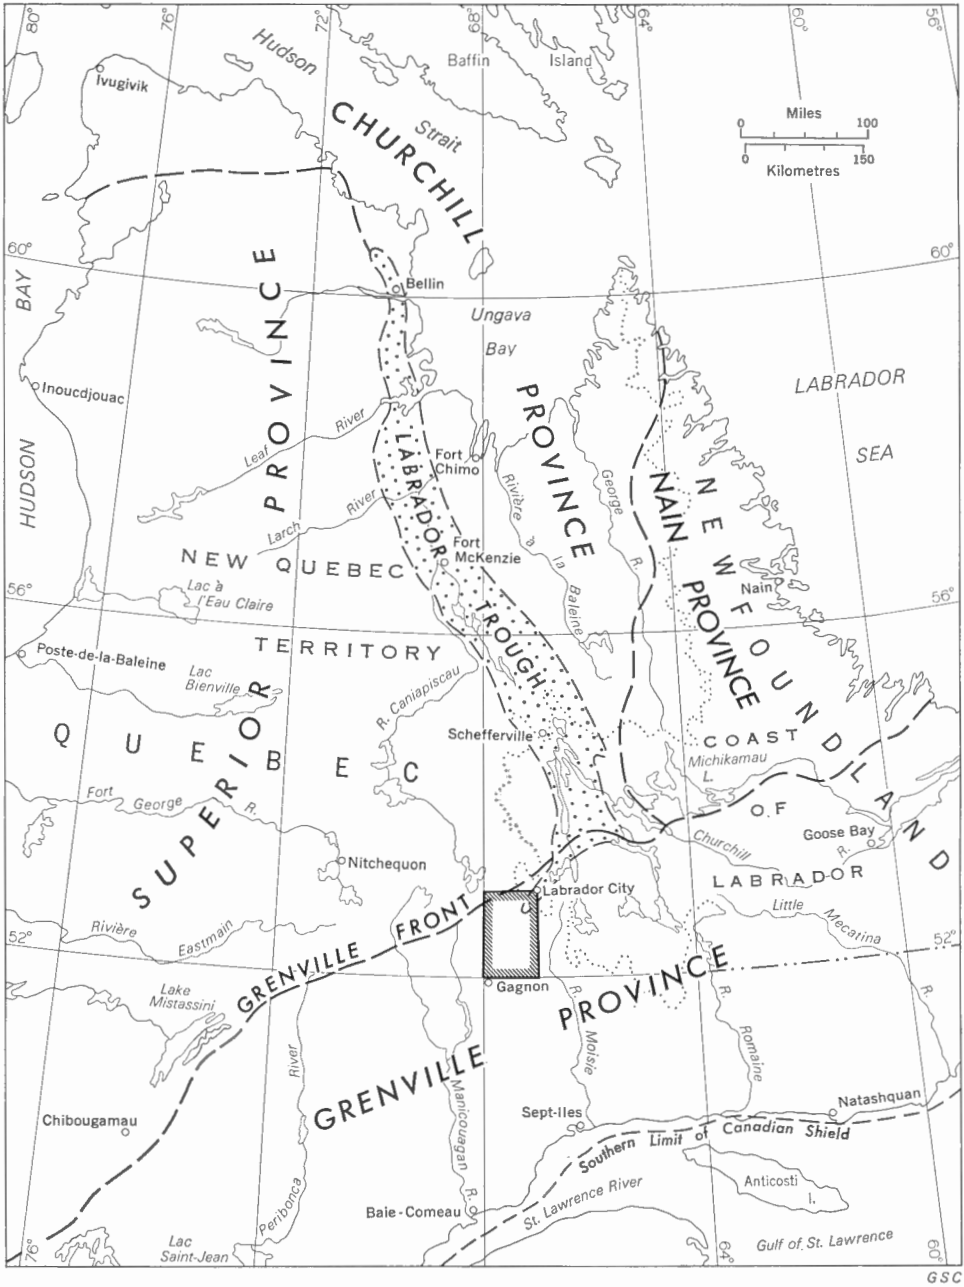 80°
76°
72°
68°
64°
60°
56°
Hudson
Strait
Baffin Island
Ivugivik
CHURCHILL
Miles
0 100
0 150
Kilometres
60°
60°
BAY
HUDSON
PROVINCE
Bellin
Ungava
Bay
Inoucdjouac
LABRADOR
SEA
PROVINCE
Leaf River
LABRADOR
Fort
Chimo
Rivière à la Baleine
George R.
NAIN
PROVINCE
NEWFOUNDLAND
Larch River
Fort
McKenzie
NEW QUEBEC
Nain
Lac à
l'Eau Claire
56°
56°
TROUGH
TERRITORY
Poste-de-la-Baleine
Lac
Bienville
R. Caniapiscau
Schefferville
QUEBEC
COAST
Michikamau
L.
SUPERIOR
Fort George R.
OF
Churchill R.
Goose Bay
Nitchequon
Labrador City
LABRADOR
Little Mecatina R.
Rivière Eastmain
52°
52°
GRENVILLE FRONT
Lake
Mistassini
Gagnon
PROVINCE
R. Moisie
R. Romaine
River
Peribonca
GRENVILLE
Manicouagan R.
Chibougamau
Sept-Iles
Natashquan
Southern Limit of Canadian Shield
Anticosti
I.
Baie-Comeau
St. Lawrence River
Lac
Saint-Jean
Gulf of St. Lawrence
76°
64°
60°
GSC